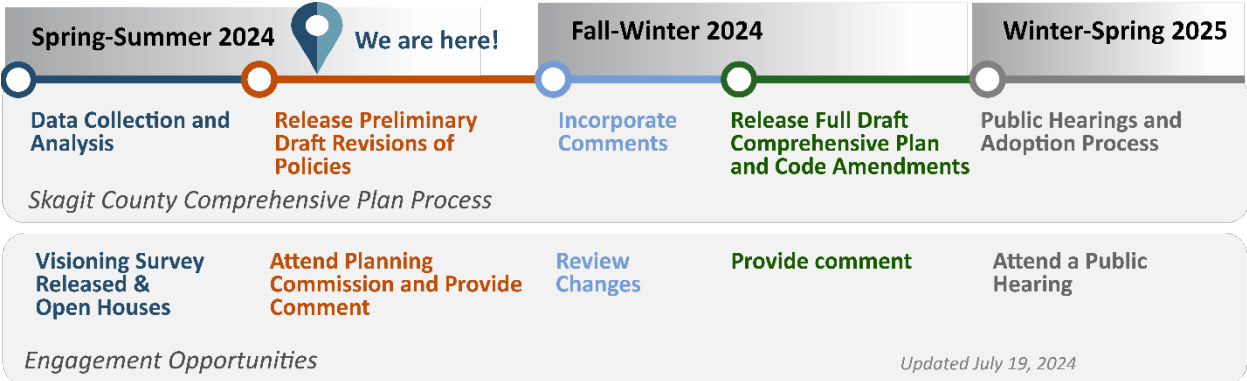 Spring-Summer 2024
We are here!
Fall-Winter 2024
Winter-Spring 2025
Data Collection and
Analysis
Release Preliminary
Draft Revisions of
Policies
Incorporate
Comments
Release Full Draft
Comprehensive Plan
and Code Amendments
Public Hearings and
Adoption Process
Skagit County Comprehensive Plan Process
Visioning Survey
Released &
Open Houses
Attend Planning
Commission and Provide
Comment
Review
Changes
Provide comment
Attend a Public
Hearing
Engagement Opportunities
Updated July 19, 2024